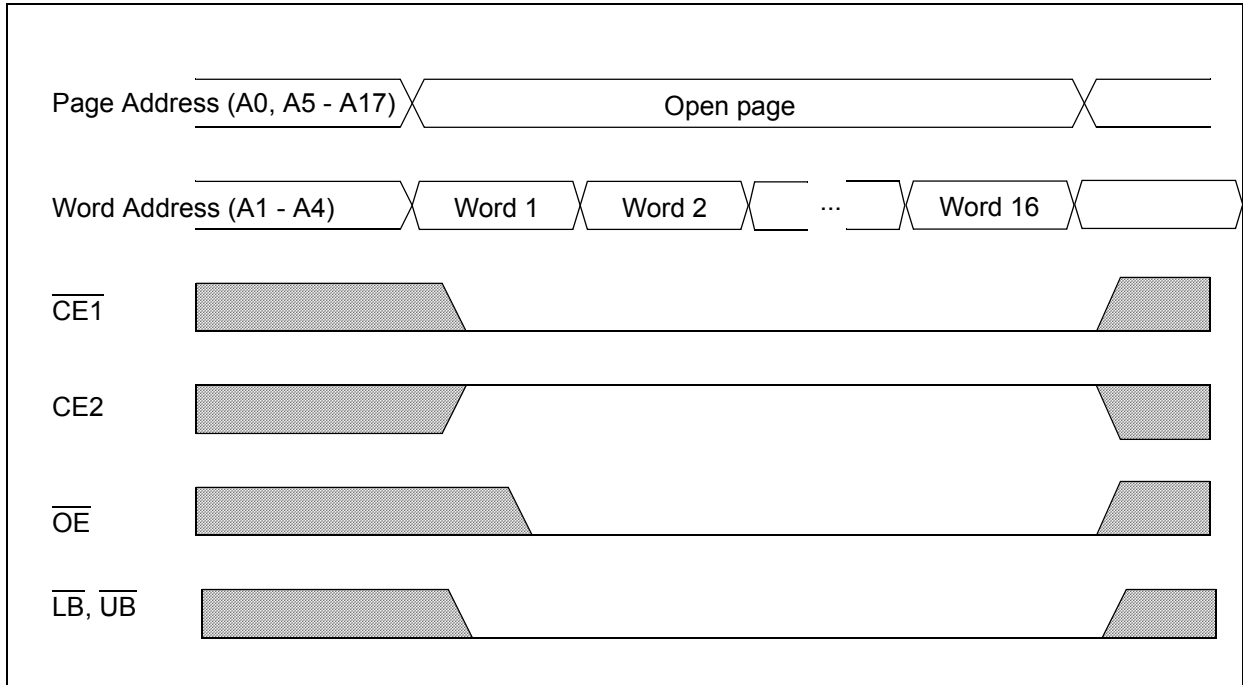 Page Address (A0, A5 - A17)
Open page
Word Address (A1 - A4)
Word 1
Word 2
...
Word 16
CE1
CE2
OE
LB, UB